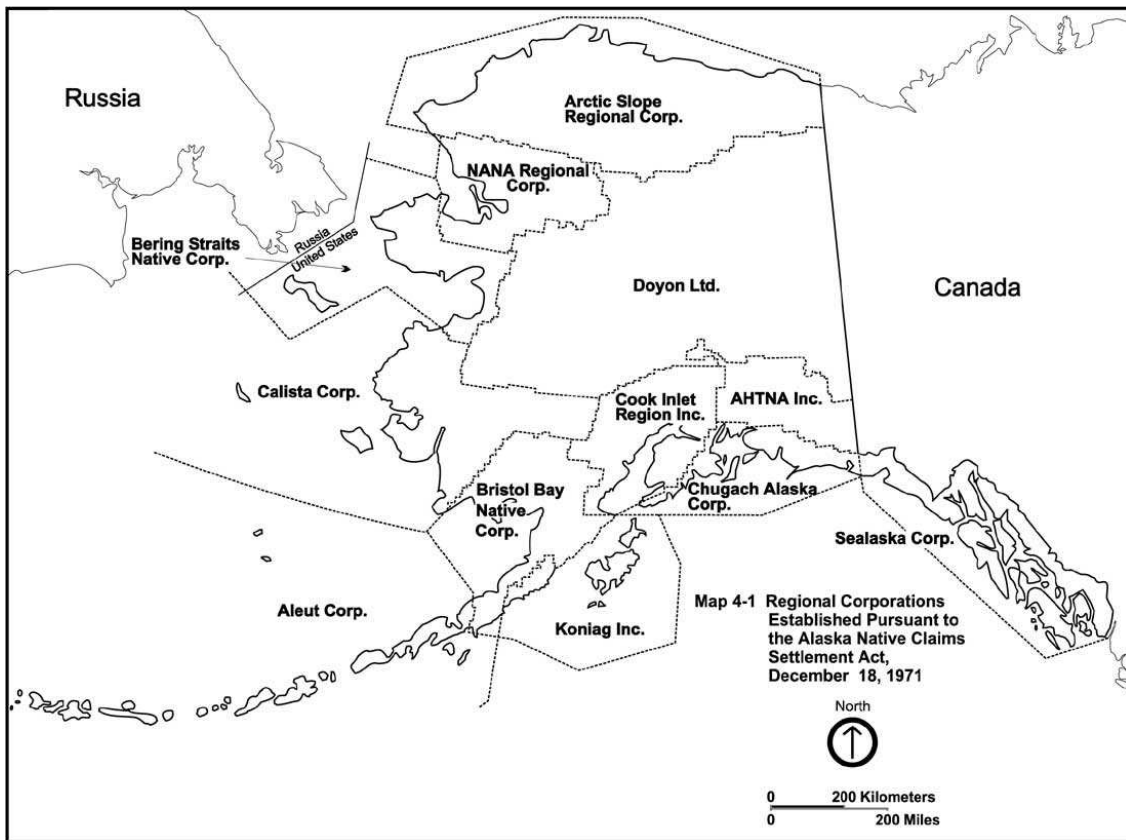 Russia
Arctic Slope
Regional Corp.
NANA Regional
Corp.
Bering Straits
Native Corp.
Russia
United States
Doyon Ltd.
Canada
Calista Corp.
Cook Inlet
Region Inc.
AHTNA Inc.
Bristol Bay
Native
Corp.
Chugach Alaska
Corp.
Sealaska Corp.
Aleut Corp.
Koniag Inc.
Map 4-1 Regional Corporations
Established Pursuant to
the Alaska Native Claims
Settlement Act,
December 18, 1971
North
0 200 Kilometers
0 200 Miles